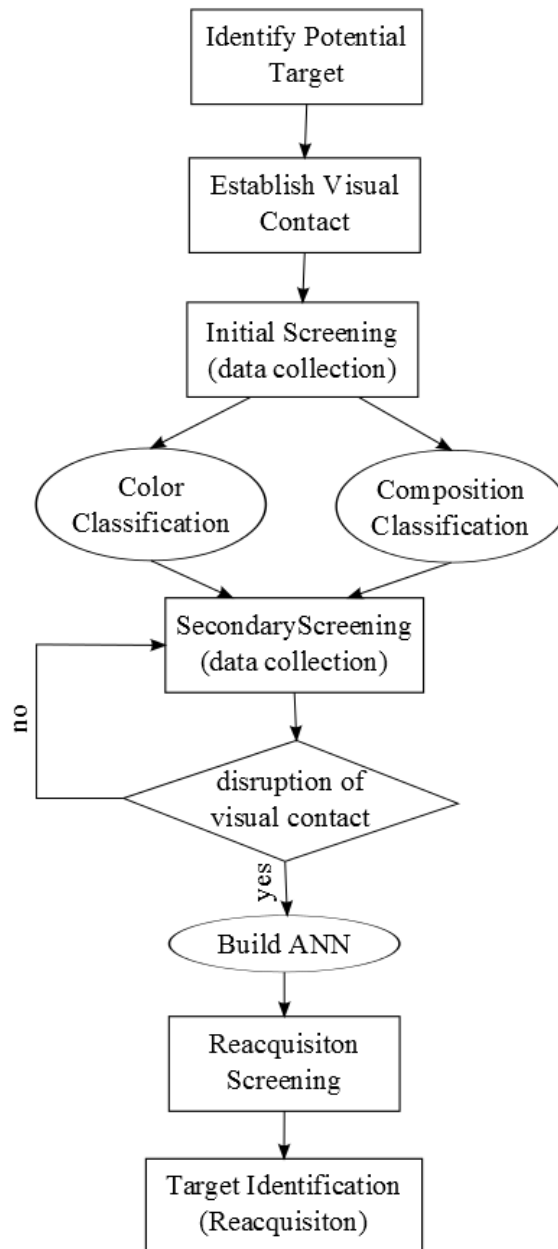 Identify Potential
Target
Establish Visual
Contact
Initial Screening
(data collection)
Color
Classification
Composition
Classification
SecondaryScreening
(data collection)
no
disruption of
visual contact
yes
Build ANN
Reacquisiton
Screening
Target Identification
(Reacquisiton)